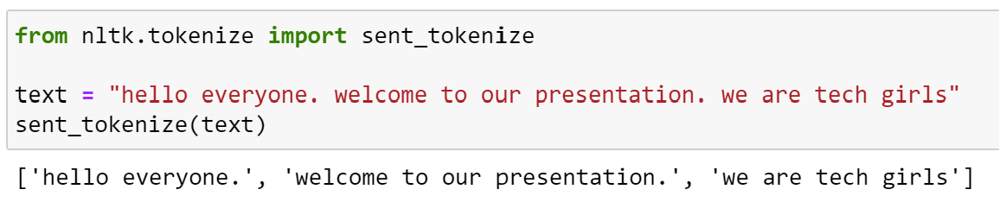 from nltk.tokenize import sent_tokenize
text = "hello everyone. welcome to our presentation. we are tech girls"
sent_tokenize(text)
['hello everyone.', 'welcome to our presentation.', 'we are tech girls']